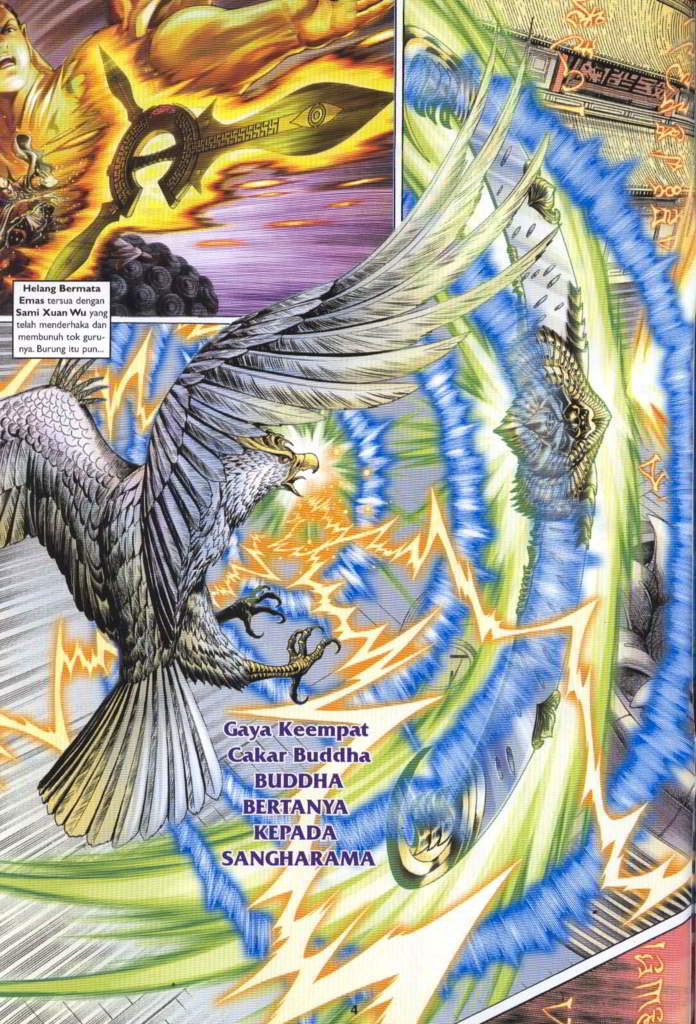 Helang Bermata
Emas tersua dengan
Sami Xuan Wu yang
telah menderhaka dan
membunuh tok guru-
nya. Burung itu pun...
Gaya Keempat
Cakar Buddha
BUDDHA
BERTANYA
KEPADA
SANGHARAMA
4